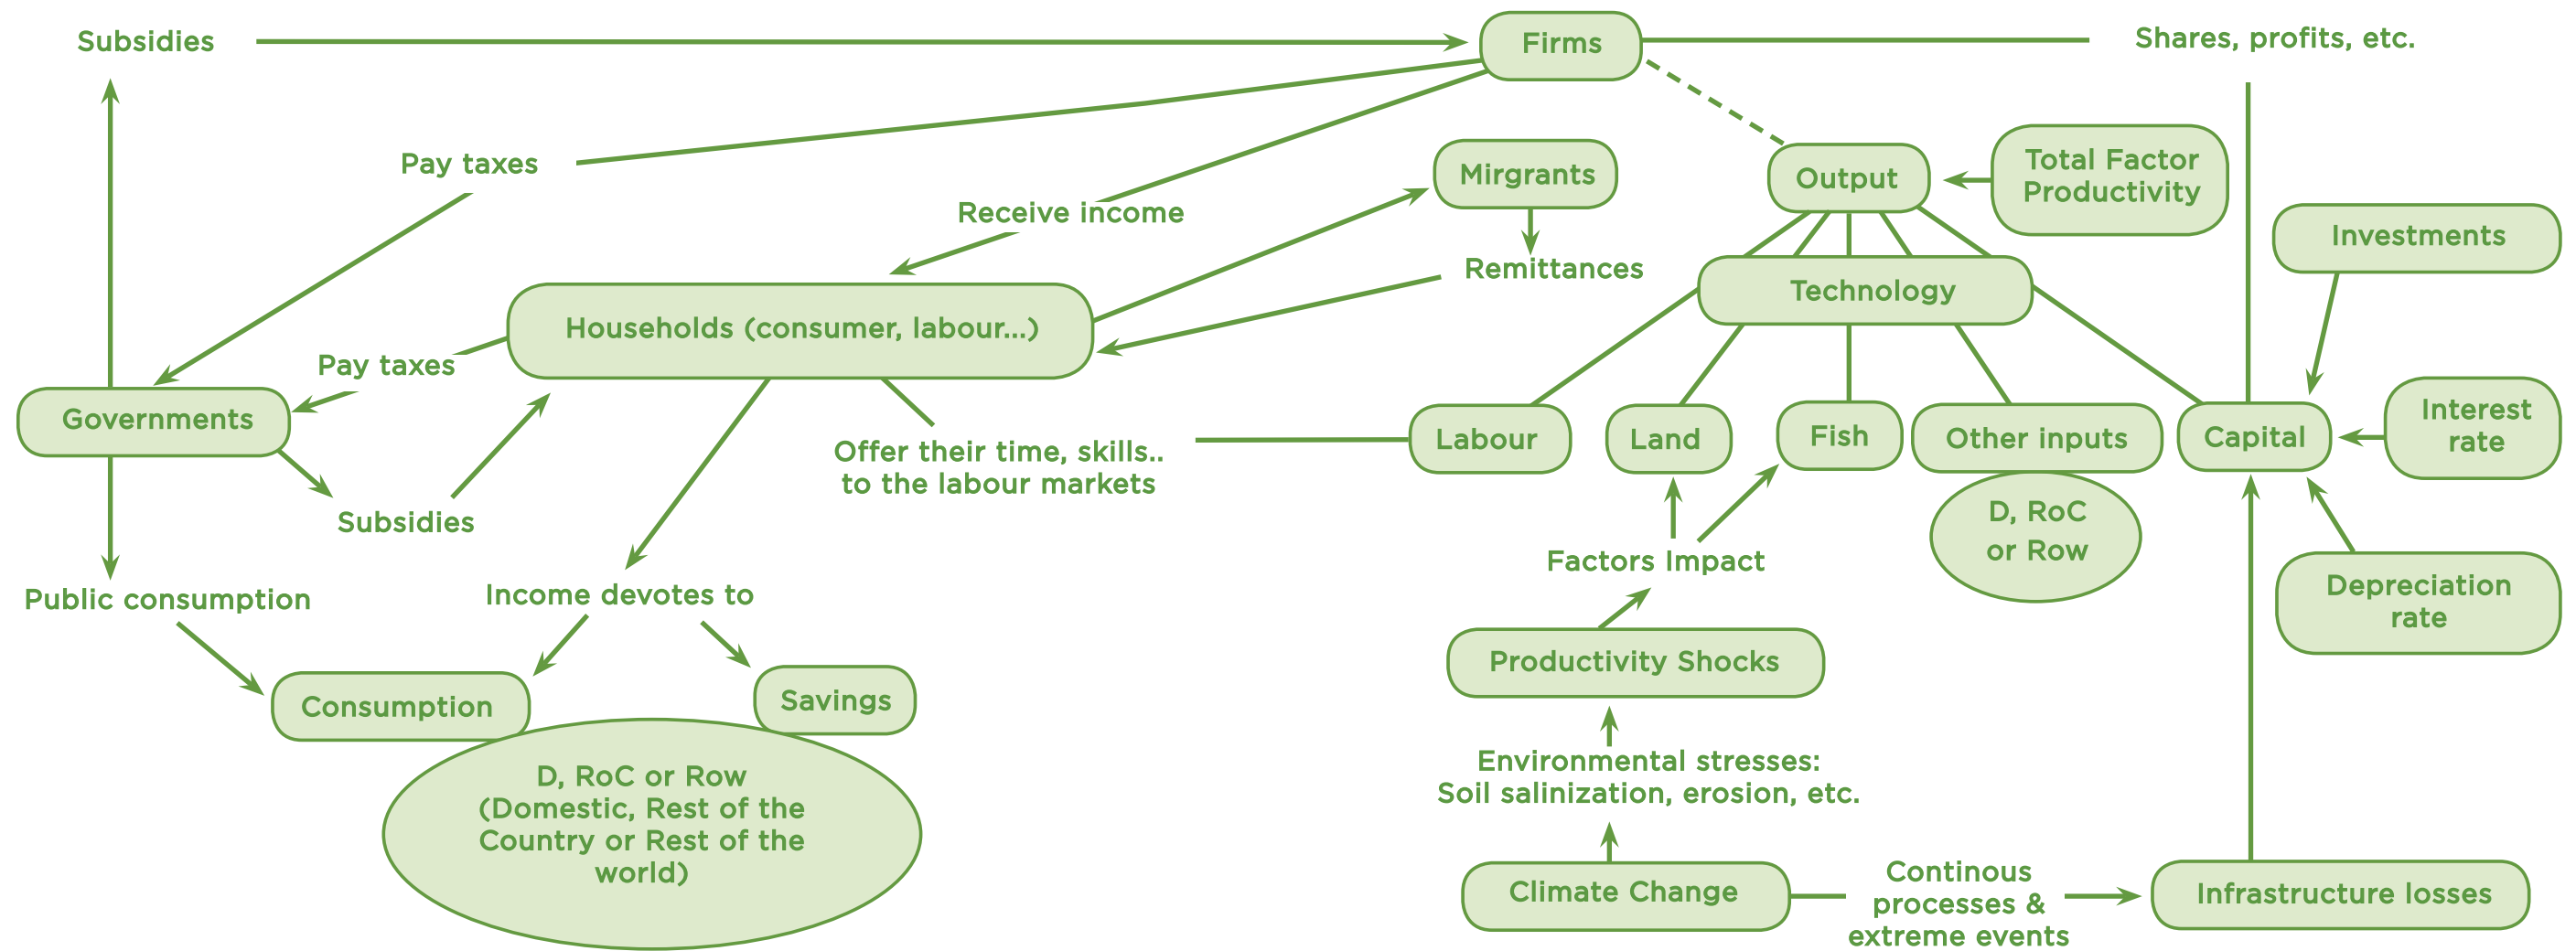 Subsidies
Firms
Shares, profits, etc.
Pay taxes
Receive income
Mirgrants
Output
Total Factor
Productivity
Remittances
Investments
Technology
Households (consumer, labour...)
Pay taxes
Governments
Offer their time, skills..
to the labour markets
Labour
Land
Fish
Other inputs
Capital
Interest
rate
Subsidies
D, RoC
or Row
Factors Impact
Public consumption
Income devotes to
Depreciation
rate
Productivity Shocks
Consumption
Savings
D, RoC or Row
(Domestic, Rest of the
Country or Rest of the
world)
Environmental stresses:
Soil salinization, erosion, etc.
Climate Change
Continous
processes &
extreme events
Infrastructure losses